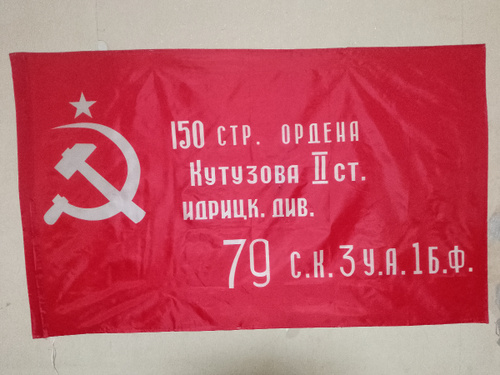 150 СТР. ОРДЕНА
КУТУЗОВА II СТ.
ИДРИЦК. ДИВ.
79 С.К. 3 У.А. 1 Б.Ф.